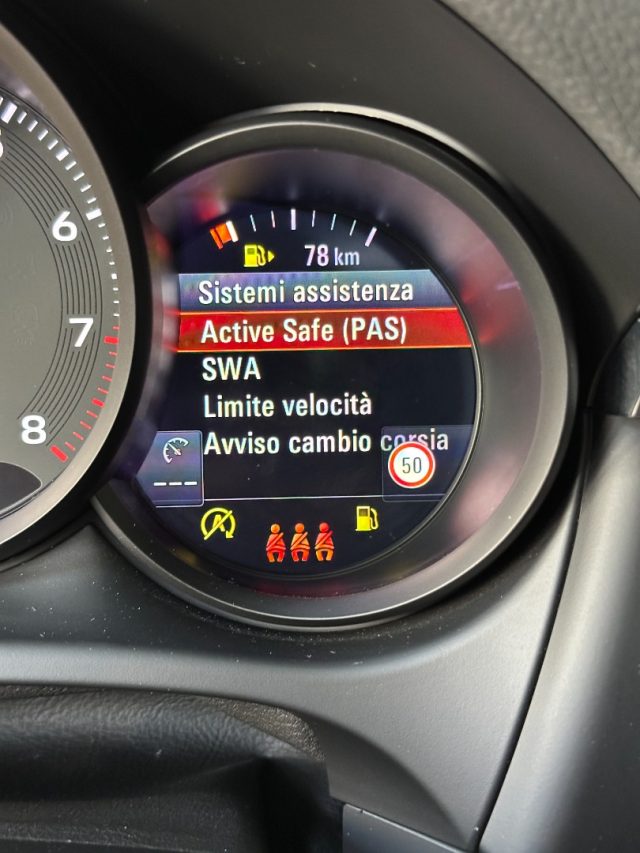 6
7
8
78 km
Sistemi assistenza
Active Safe (PAS)
SWA
Limite velocità
Avviso cambio corsia
---
50